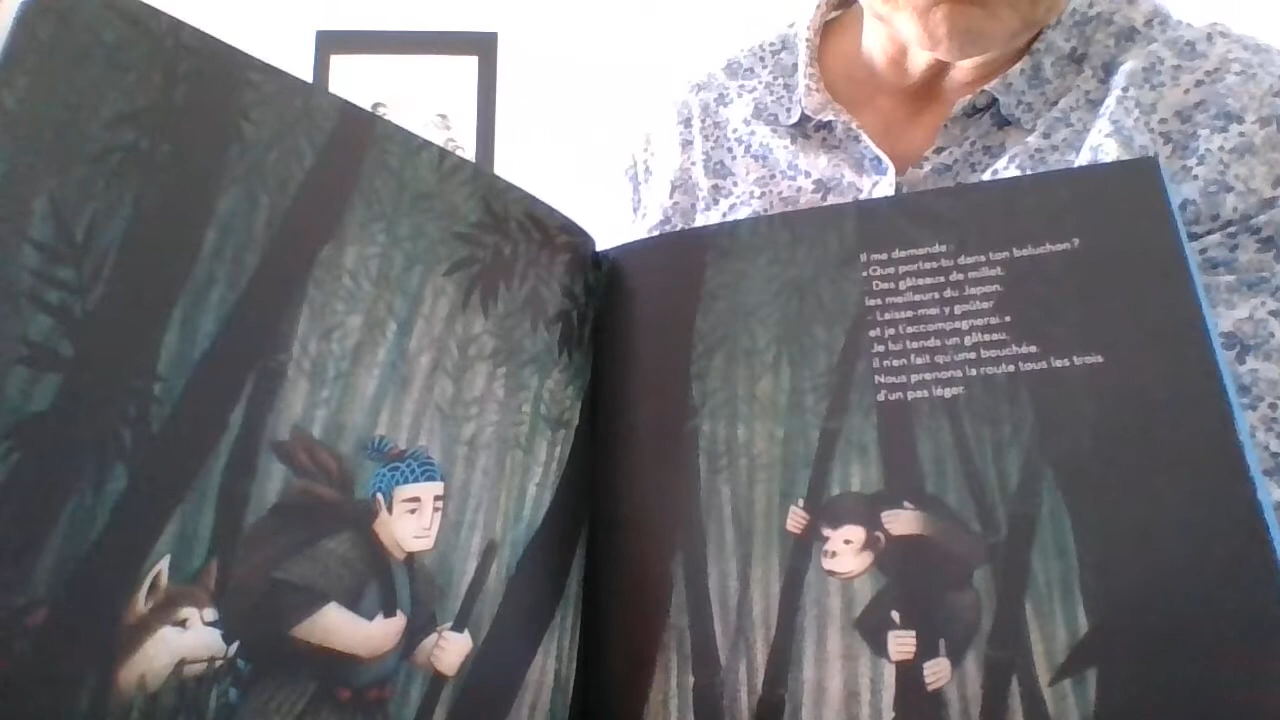 Il me demande :
« Que portes-tu dans ton baluchon ?
- Des gâteaux de millet,
les meilleurs du Japon.
- Laisse-moi y goûter
et je t'accompagnerai. »
Je lui tends un gâteau,
il n'en fait qu'une bouchée.
Nous prenons la route tous les trois
d'un pas léger.